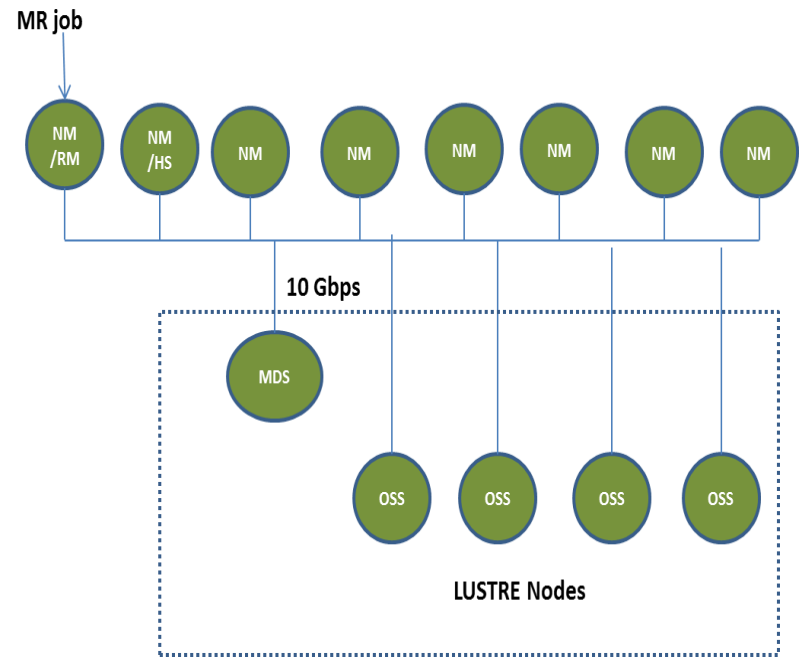 MR job
NM
/RM
NM
/HS
NM
NM
NM
NM
NM
NM
10 Gbps
MDS
OSS
OSS
OSS
OSS
LUSTRE Nodes